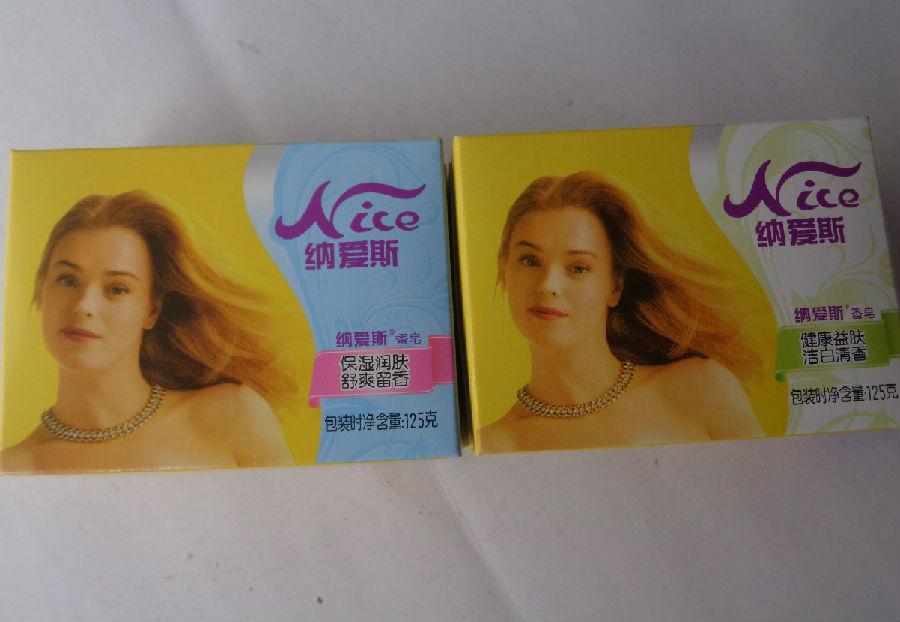 Nice
纳爱斯
纳爱斯®香皂
保湿润肤
舒爽留香
包装时净含量:125克
Nice
纳爱斯
纳爱斯®香皂
健康益肤
洁白清香
包装时净含量:125克